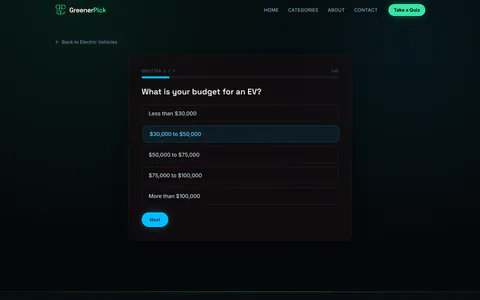 GreenerPick
HOME CATEGORIES ABOUT CONTACT Take a Quiz
← Back to Electric Vehicles
What is your budget for an EV?
Less than $30,000
$30,000 to $50,000
$50,000 to $75,000
$75,000 to $100,000
More than $100,000
Next